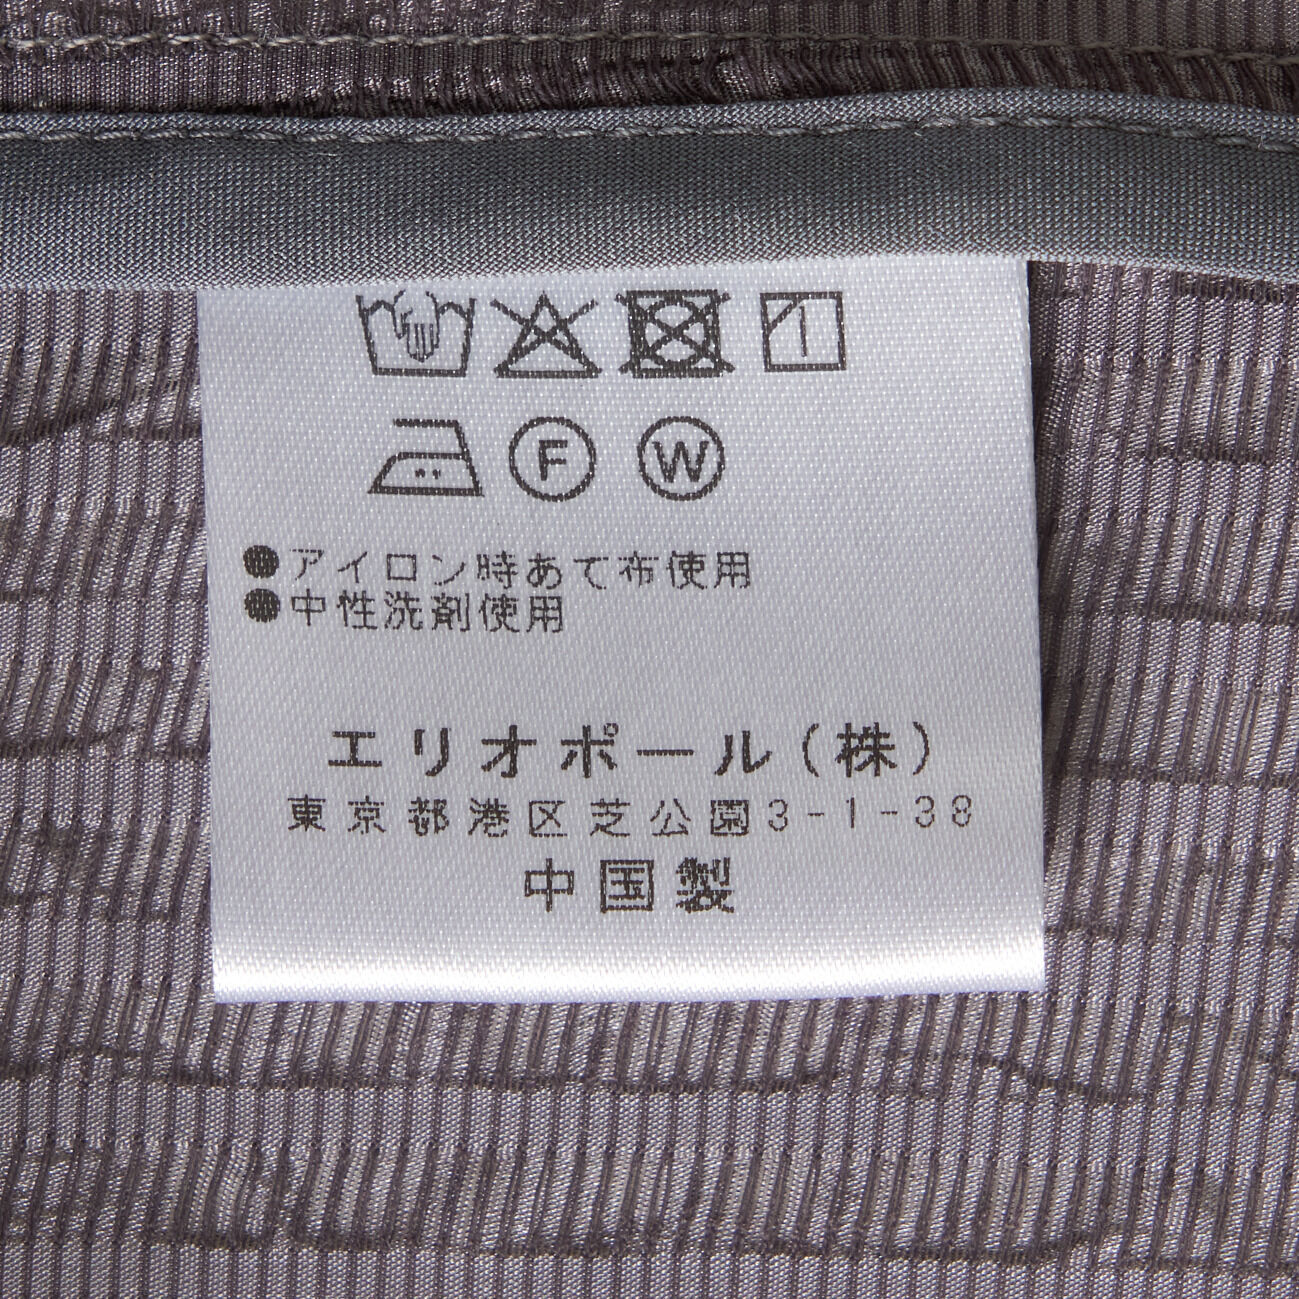 F W
●アイロン時あて布使用
●中性洗剤使用
エリオポール(株)
東京都港区芝公園3-1-38
中国製